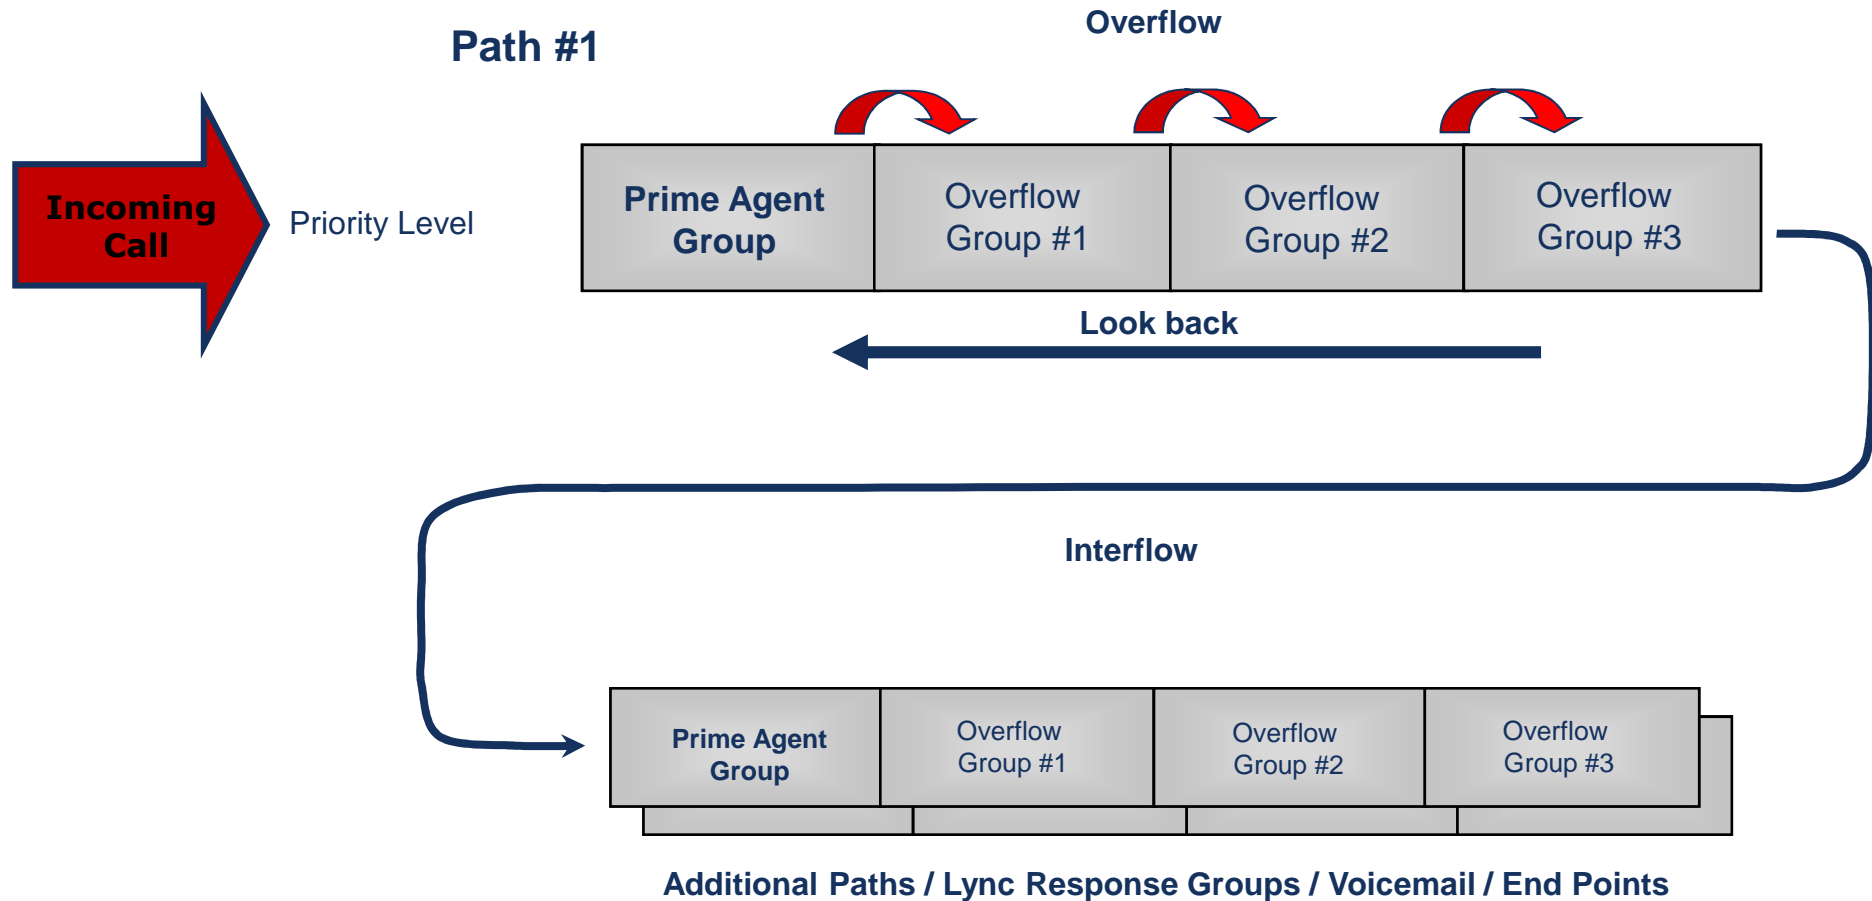 Overflow
Path #1
Incoming
Call
Priority Level
Prime Agent
Group
Overflow
Group #1
Overflow
Group #2
Overflow
Group #3
Look back
Interflow
Prime Agent
Group
Overflow
Group #1
Overflow
Group #2
Overflow
Group #3
Additional Paths / Lync Response Groups / Voicemail / End Points